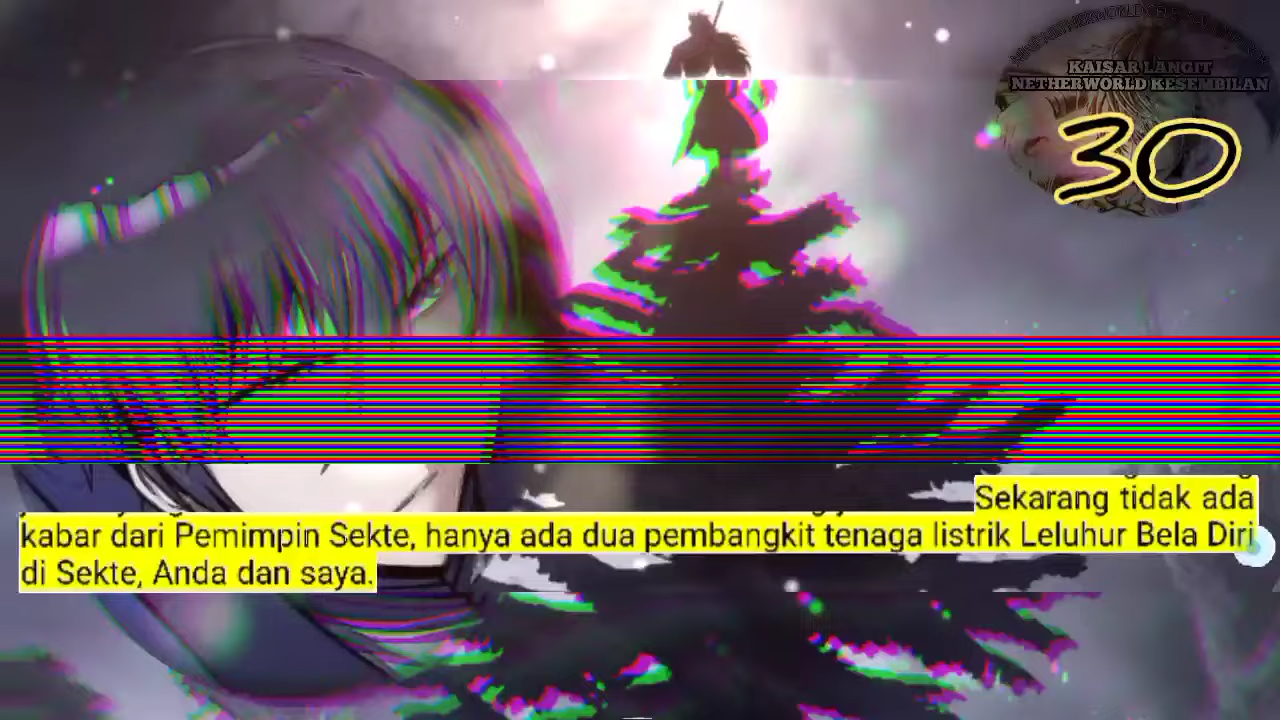 KAISAR LANGIT
NETHERWORLD KESEMBILAN
30
Sekarang tidak ada
kabar dari Pemimpin Sekte, hanya ada dua pembangkit tenaga listrik Leluhur Bela Diri
di Sekte, Anda dan saya.